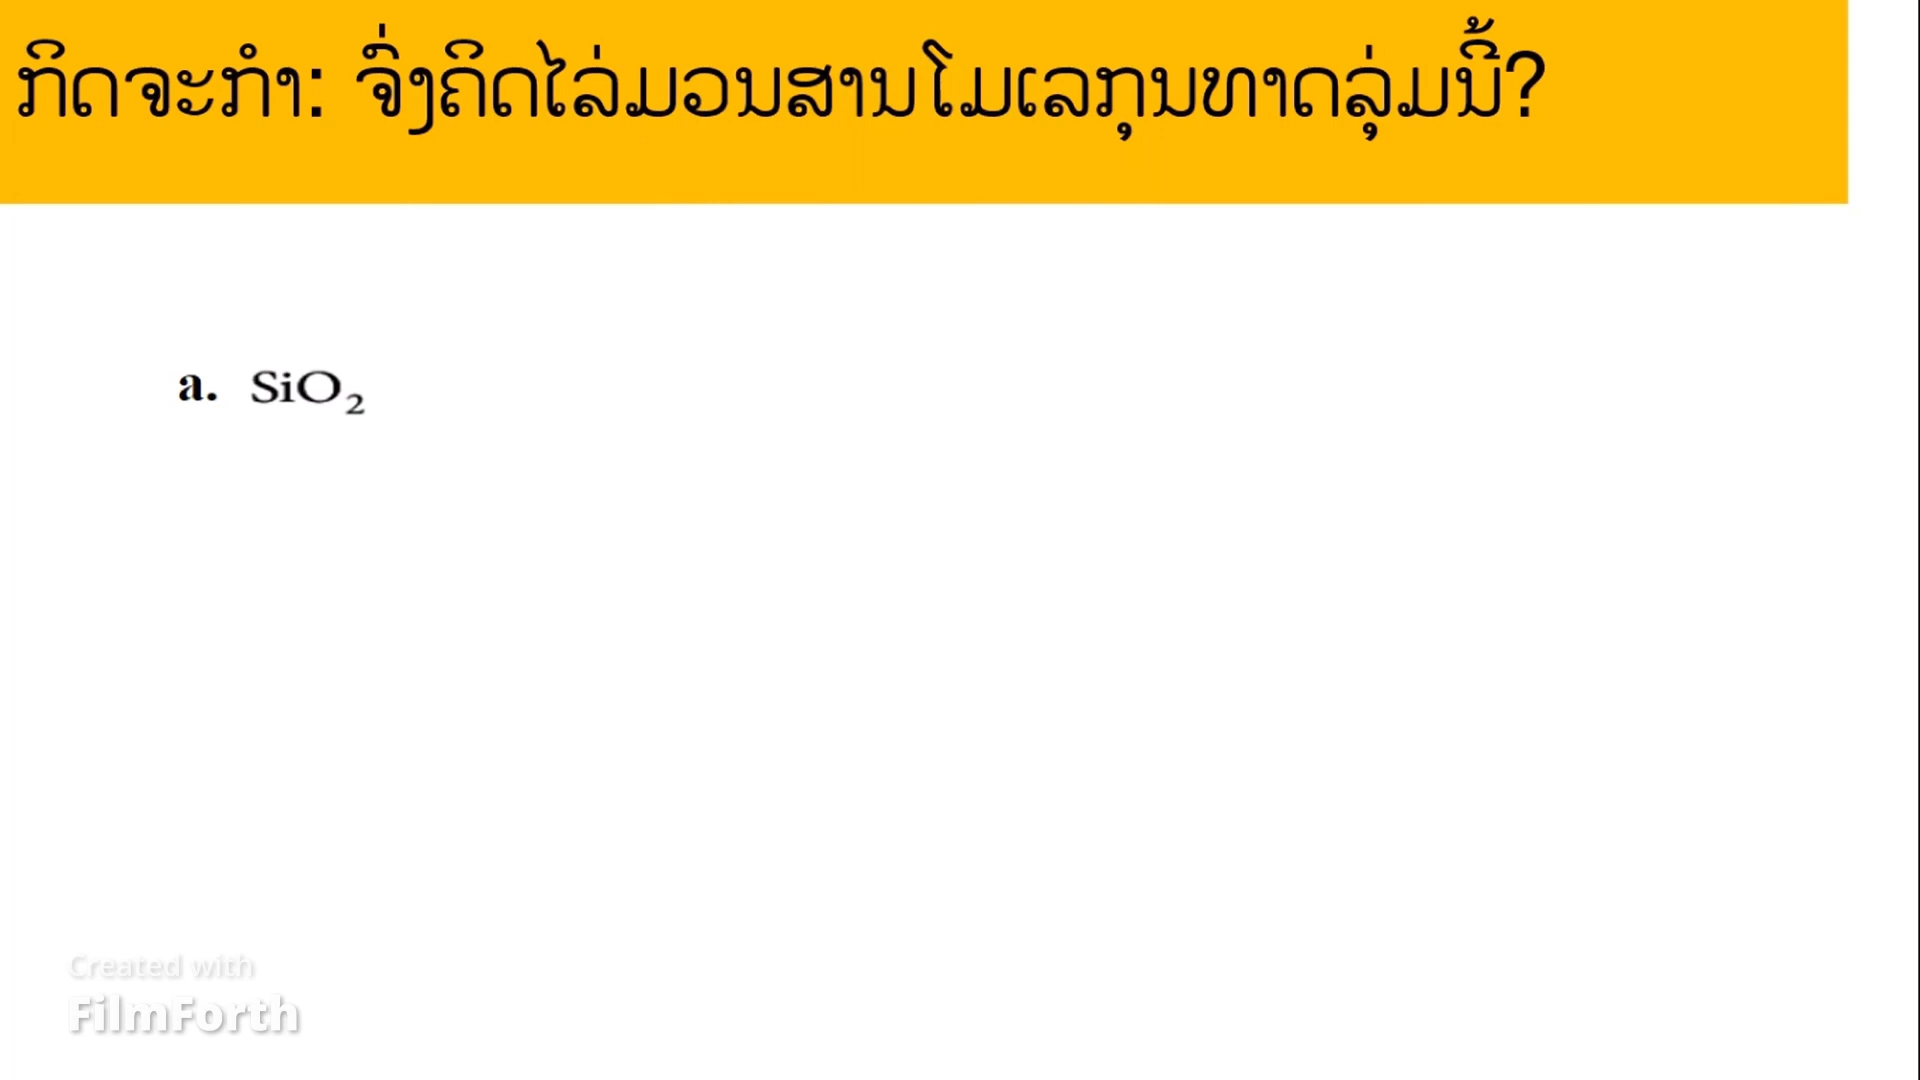 ກິດຈະກຳ: ຈົ່ງຄິດໄລ່ມອນສານໂມເລກຸນທາດລຸ່ມນີ້?
a. SiO₂
Created with
FilmForth